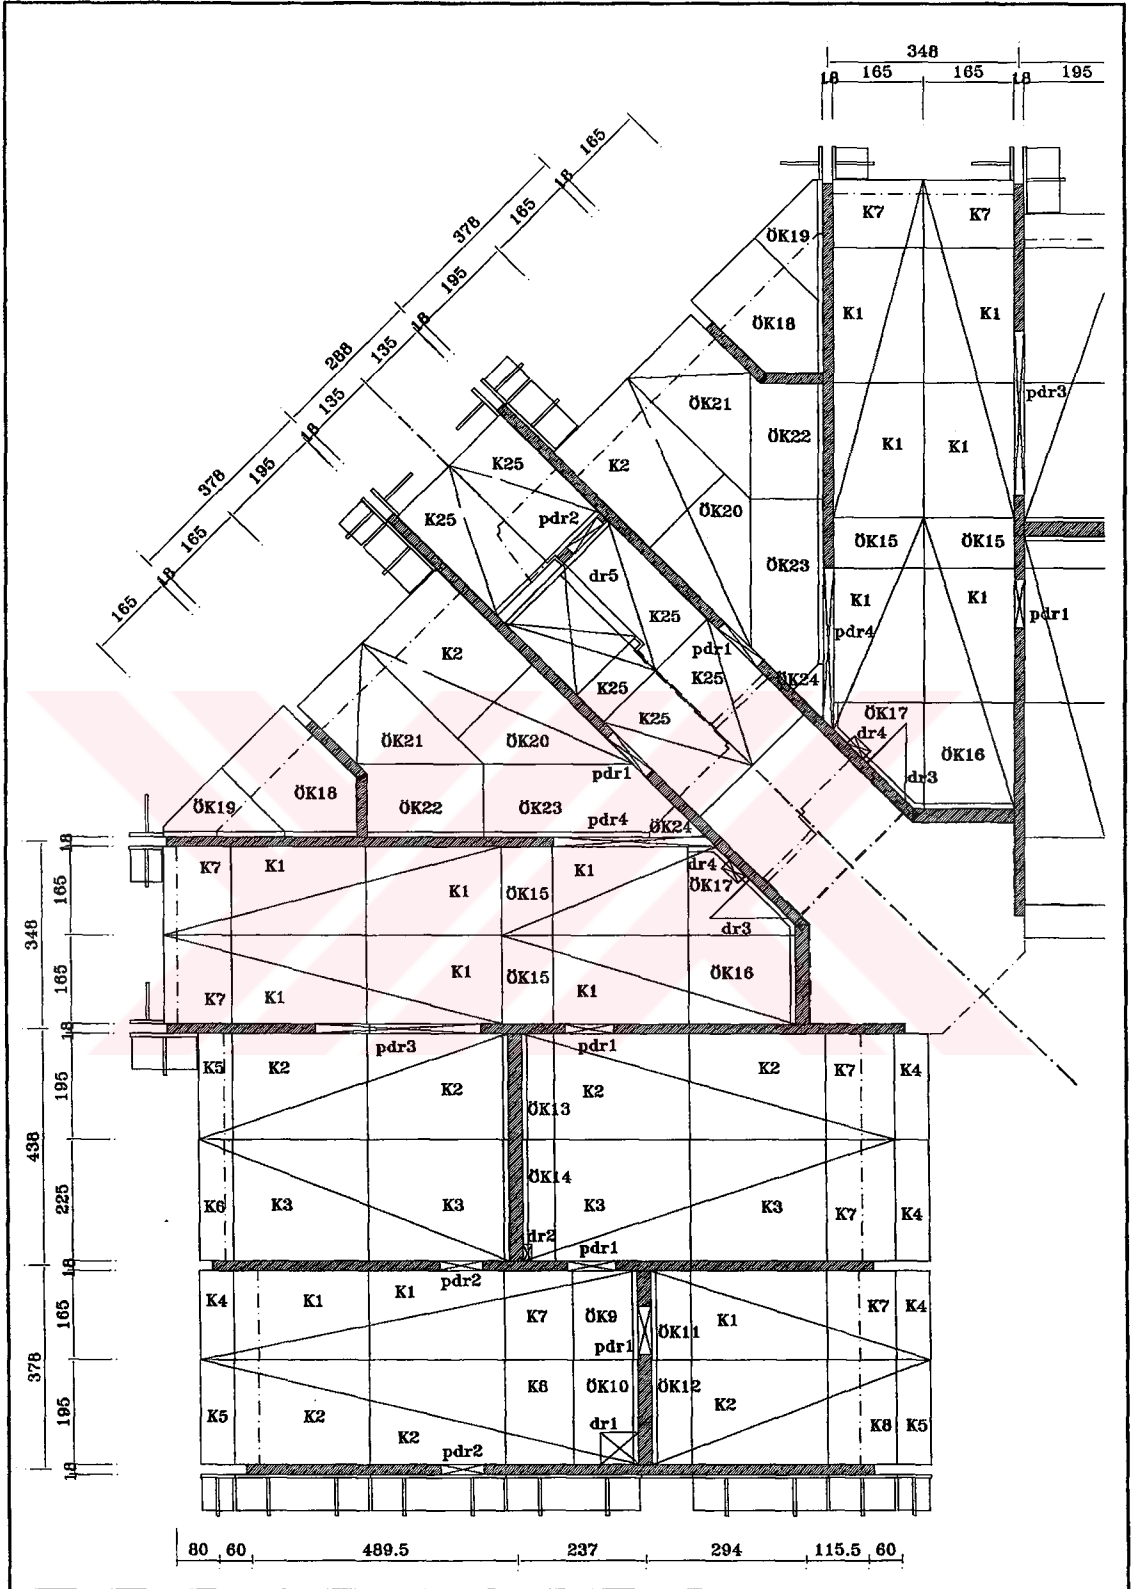 348
18 165 165 18 195
165
18
165
378
195
18
135
288
135
18
195
378
165
18
165
K7 K7
ÖK19
ÖK18
K1 K1
pdr3
ÖK21
ÖK22
K1 K1
K25 K2
K25 pdr2 ÖK20
ÖK15 ÖK15
dr5 ÖK23
K1 K1
K25 pdr1 pdr4 pdr1
K2
K25 K25 ÖK24
K25 ÖK17
dr4
ÖK21 ÖK20 ÖK16
pdr1 dr3
ÖK19 ÖK18 ÖK22 ÖK23
pdr4 ÖK24
18
K7 K1 K1 ÖK15 K1 dr4
ÖK17
165
348
dr3
165
K1 ÖK15 ÖK16
K7 K1 K1
18
pdr3 pdr1
K5 K2 K2 K7 K4
195
K2 ÖK13 K2
438
225
ÖK14
K6 K3 K3 K3 K3 K7 K4
dr2
18
pdr2 pdr1
K4 K1 K1 K7 ÖK9 K1 K7 K4
165
pdr1 ÖK11
378
K8 ÖK10 ÖK12
195
K5 K2 K2 dr1 K2 K8 K5
18
pdr2
80 60 489.5 237 294 115.5 60